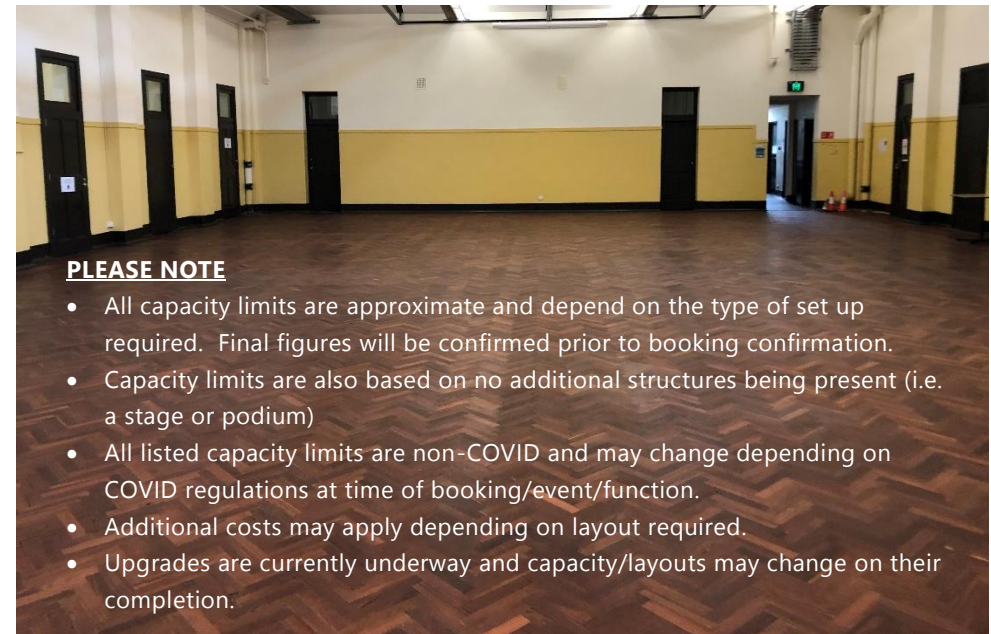 PLEASE NOTE
• All capacity limits are approximate and depend on the type of set up
required.  Final figures will be confirmed prior to booking confirmation.
• Capacity limits are also based on no additional structures being present (i.e.
a stage or podium)
• All listed capacity limits are non-COVID and may change depending on
COVID regulations at time of booking/event/function.
• Additional costs may apply depending on layout required.
• Upgrades are currently underway and capacity/layouts may change on their
completion.